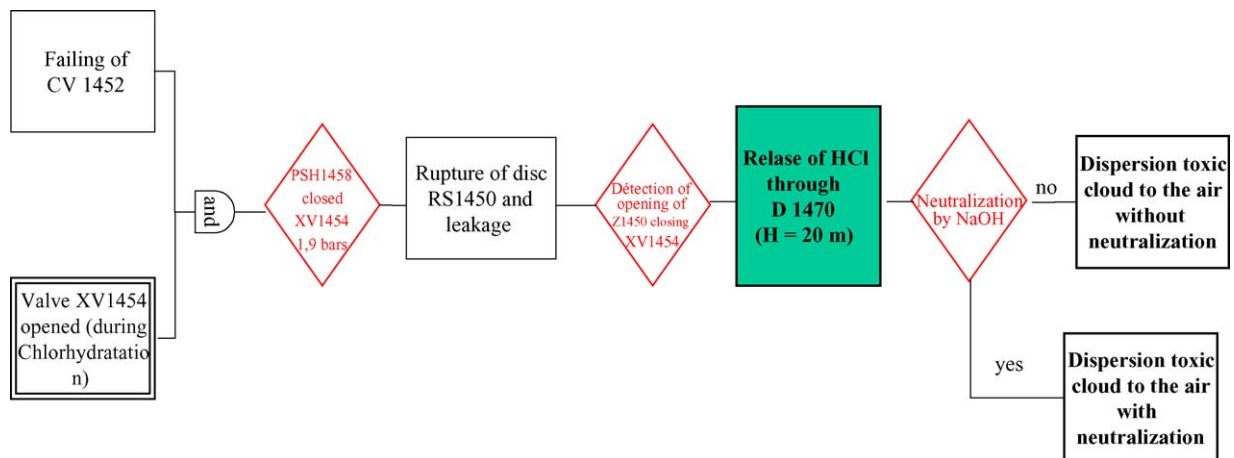 Failing of
CV 1452
Valve XV1454
opened (during
Chlorhydratatio
n)
and
PSH1458
closed
XV1454
1,9 bars
Rupture of disc
RS1450 and
leakage
Détection of
opening of
Z1450 closing
XV1454
Relase of HCl
through
D 1470
(H = 20 m)
Neutralization
by NaOH
no
Dispersion toxic
cloud to the air
without
neutralization
yes
Dispersion toxic
cloud to the air
with
neutralization